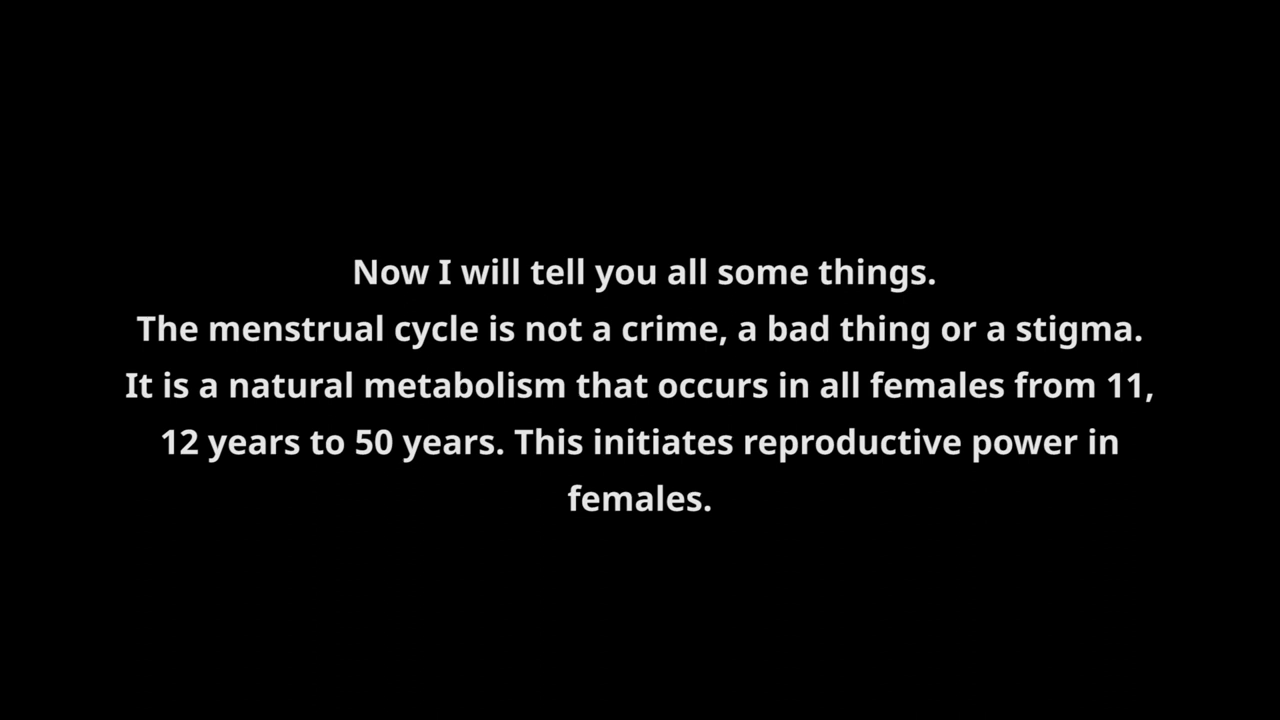 Now I will tell you all some things.
The menstrual cycle is not a crime, a bad thing or a stigma.
It is a natural metabolism that occurs in all females from 11,
12 years to 50 years. This initiates reproductive power in
females.